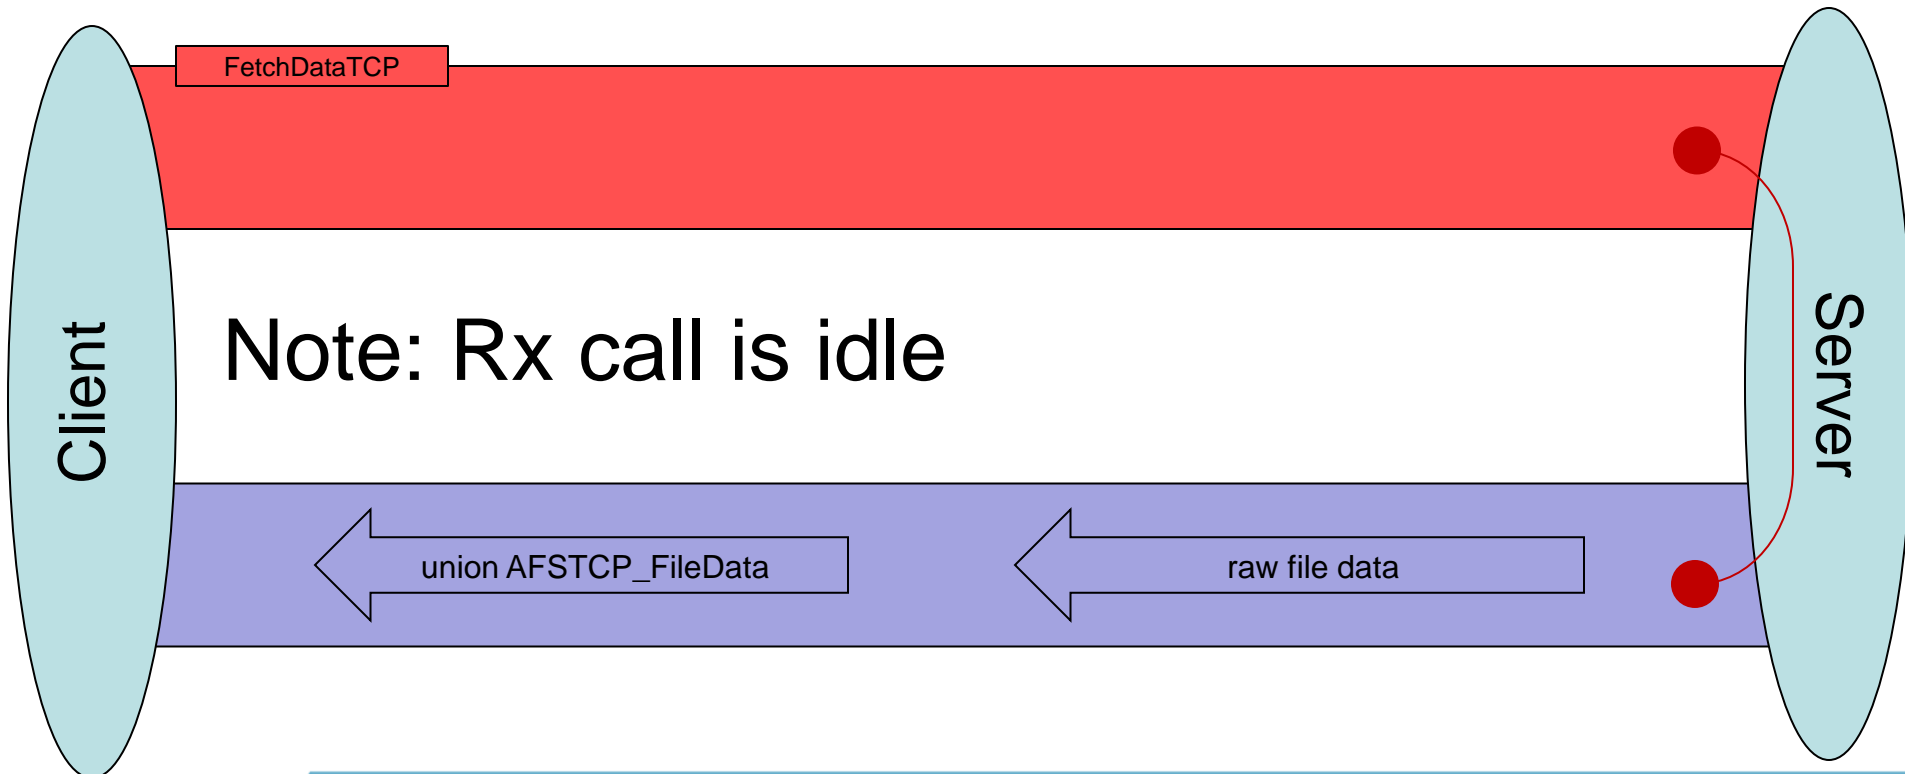 FetchDataTCP
Client
Note: Rx call is idle
Server
union AFSTCP_FileData
raw file data